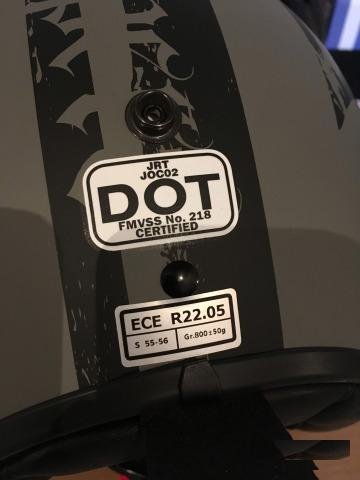 JRT
JOC02
DOT
FMVSS No. 218
CERTIFIED
ECE R22.05
S 55-56
Gr.800±50g